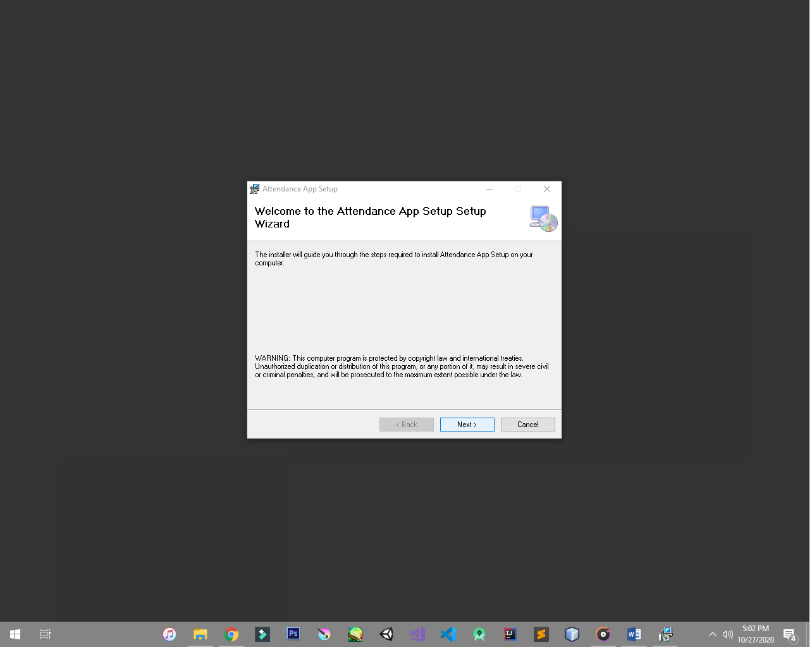 Attendance App Setup
Welcome to the Attendance App Setup Setup
Wizard
The installer will guide you through the steps required to install Attendance App Setup on your
computer.
WARNING: This computer program is protected by copyright law and international treaties.
Unauthorized duplication or distribution of this program, or any portion of it, may result in severe civil
or criminal penalties, and will be prosecuted to the maximum extent possible under the law.
< Back
Next >
Cancel
Ps
IJ
W
5:02 PM
10/27/2020
4